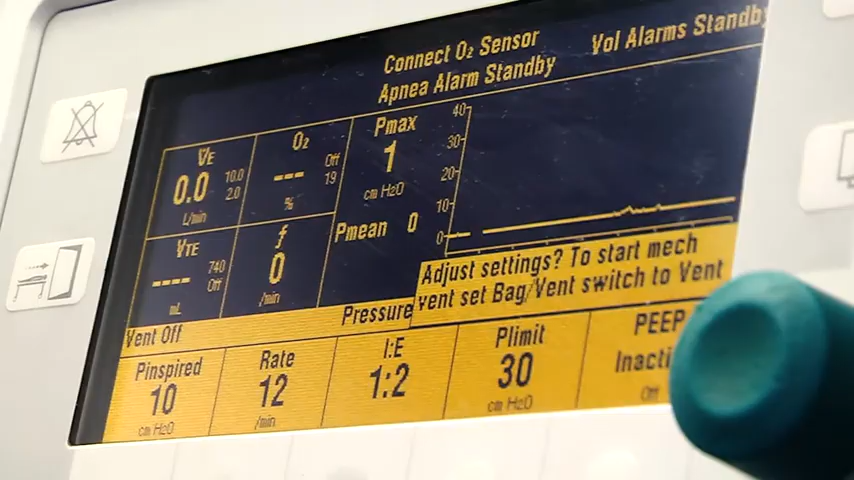 Connect O₂ Sensor
Vol Alarms Standby
Apnea Alarm Standby
VE
0.0
10.0
2.0
L/min
O₂
---
Off
19
%
Pmax
1
cm H₂O
Pmean 0
40
30
20
10
0
VTE
----
740
Off
mL
f
0
/min
Adjust settings? To start mech
vent set Bag/Vent switch to Vent
Vent Off
Pressure
Pinspired
10
cm H₂O
Rate
12
/min
I:E
1:2
Plimit
30
cm H₂O
PEEP
Inacti
Off